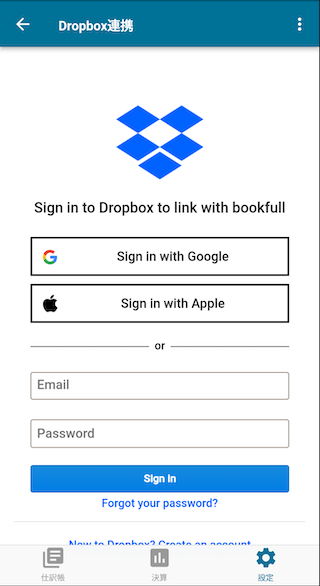 Dropbox連携
Sign in to Dropbox to link with bookfull
Sign in with Google
Sign in with Apple
or
Email
Password
Sign in
Forgot your password?
New to Dropbox? Create an account
仕訳帳
決算
設定